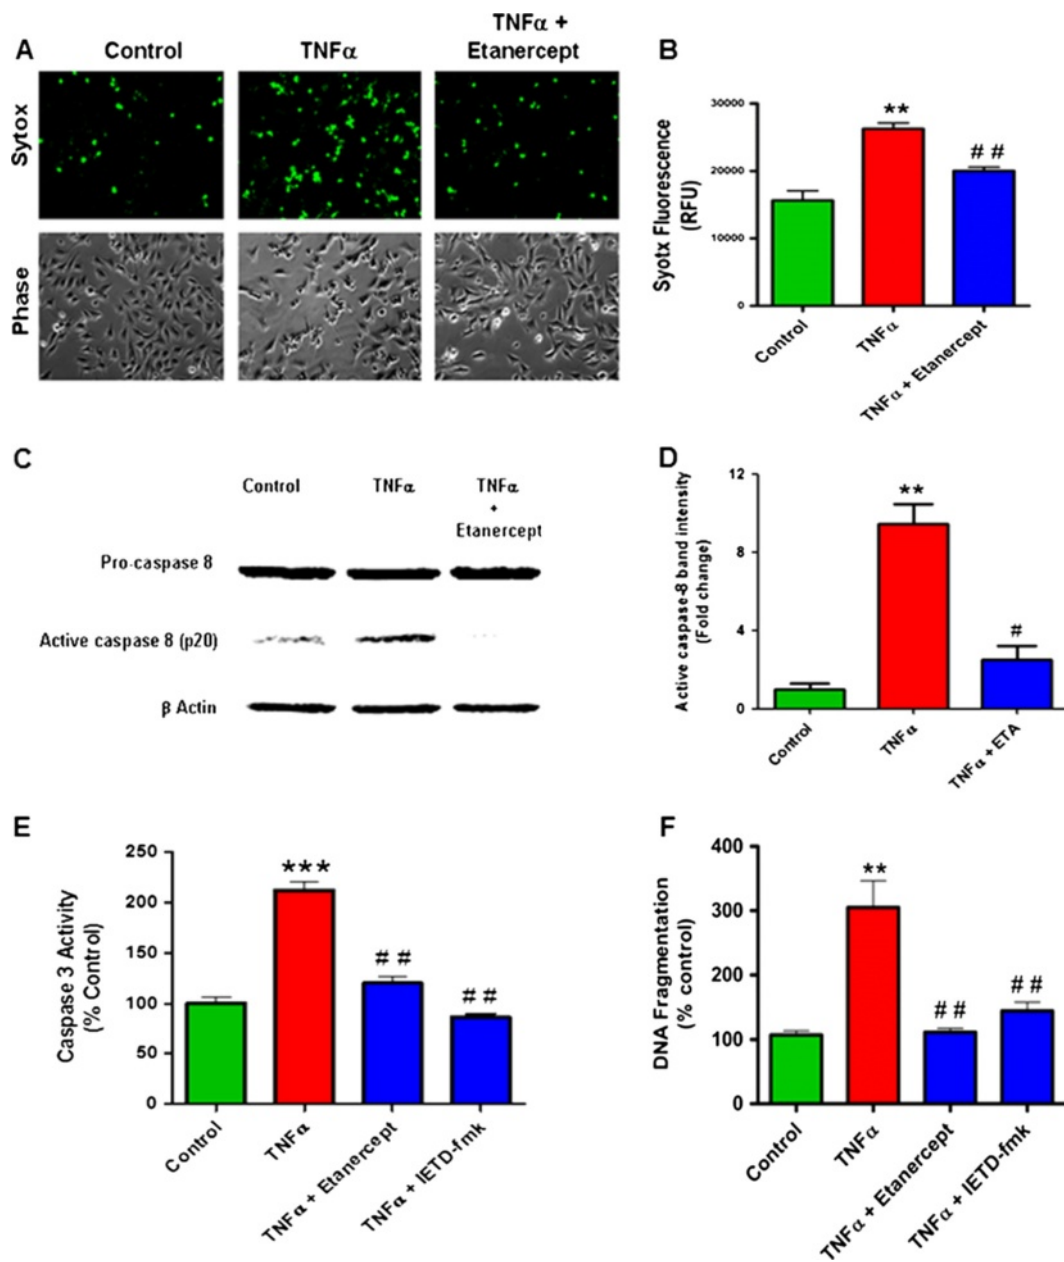 A
Control
TNFα
TNFα +
Etanercept
Sytox
Phase
B
Syotx Fluorescence
(RFU)
30000
20000
10000
0
**
# #
Control
TNFα
TNFα + Etanercept
C
Control
TNFα
TNFα
+
Etanercept
Pro-caspase 8
Active caspase 8 (p20)
β Actin
D
Active caspase-8 band intensity
(Fold change)
12
8
4
0
**
#
Control
TNFα
TNFα + ETA
E
Caspase 3 Activity
(% Control)
250
200
150
100
50
0
***
# #
# #
Control
TNFα
TNFα + Etanercept
TNFα + IETD-fmk
F
DNA Fragmentation
(% control)
400
300
200
100
0
**
# #
# #
Control
TNFα
TNFα + Etanercept
TNFα + IETD-fmk